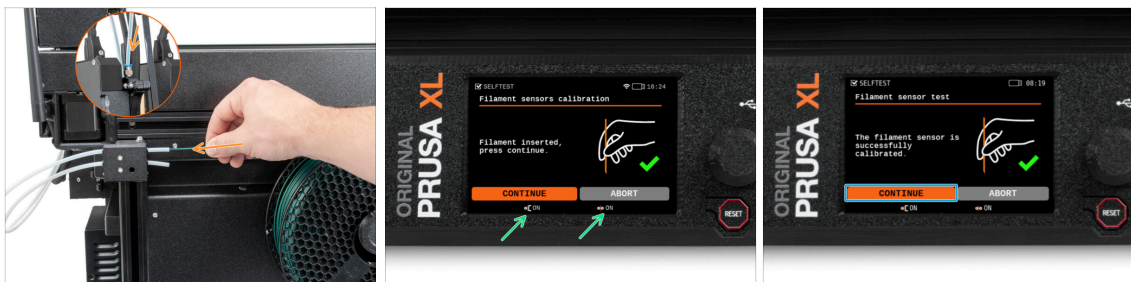 ORIGINAL
PRUSA XL
SELFTEST
16:24
Filament sensors calibration
Filament inserted,
press continue.
CONTINUE
ABORT
ON
ON
RESET
ORIGINAL
PRUSA XL
SELFTEST
08:19
Filament sensor test
The filament sensor is
successfully
calibrated.
CONTINUE
ABORT
ON
ON
RESET